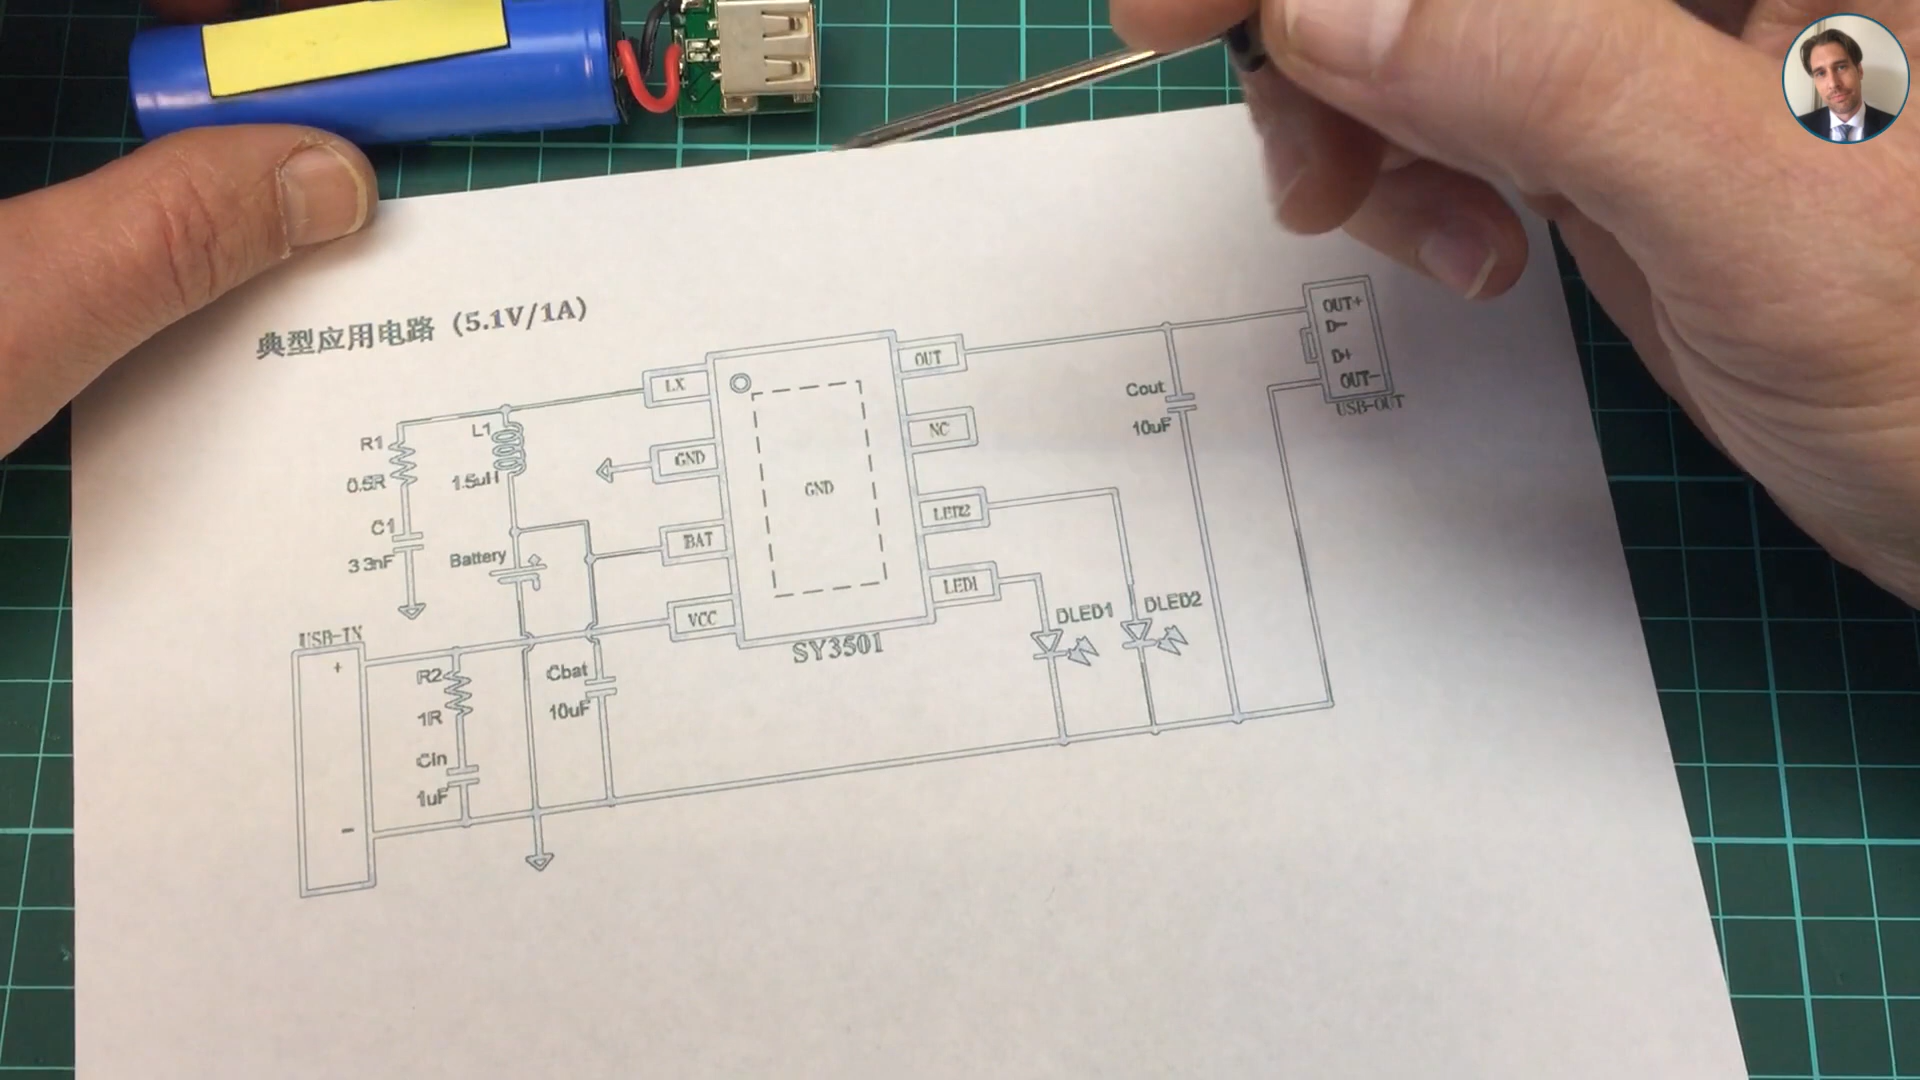 典型应用电路（5.1V/1A）
LX
GND
BAT
VCC
GND
OUT
NC
LED2
LED1
SY3501
R1
0.5R
C1
3.3nF
L1
1.5uH
Battery
USB-IN
+
-
R2
1R
Cin
1uF
Cbat
10uF
DLED1
DLED2
Cout
10uF
OUT+
D-
D+
OUT-
USB-OUT